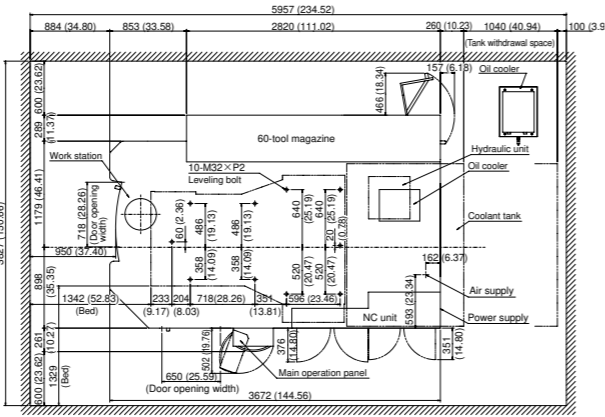 5957 (234.52)
884 (34.80)
853 (33.58)
2820 (111.02)
260 (10.23)
1040 (40.94)
100 (3.9
(Tank withdrawal space)
600 (23.62)
157 (6.18)
Oil cooler
466 (18.34)
289 (11.37)
60-tool magazine
Hydraulic unit
Work station
10-M32×P2
Leveling bolt
Oil cooler
1179 (46.41)
718 (28.26)
(Door opening width)
60 (2.36)
486 (19.13)
486 (19.13)
640 (25.19)
640 (25.19)
20 (0.78)
Coolant tank
950 (37.40)
358 (14.09)
358 (14.09)
520 (20.47)
520 (20.47)
162 (6.37)
898 (35.35)
1342 (52.83)
(Bed)
233 (9.17)
204 (8.03)
718(28.26)
351 (13.81)
596 (23.46)
593 (23.34)
Air supply
NC unit
Power supply
261 (10.27)
1329 (Bed)
502 (19.76)
376 (14.80)
351 (14.80)
Main operation panel
650 (25.59)
(Door opening width)
600 (23.62)
3672 (144.56)